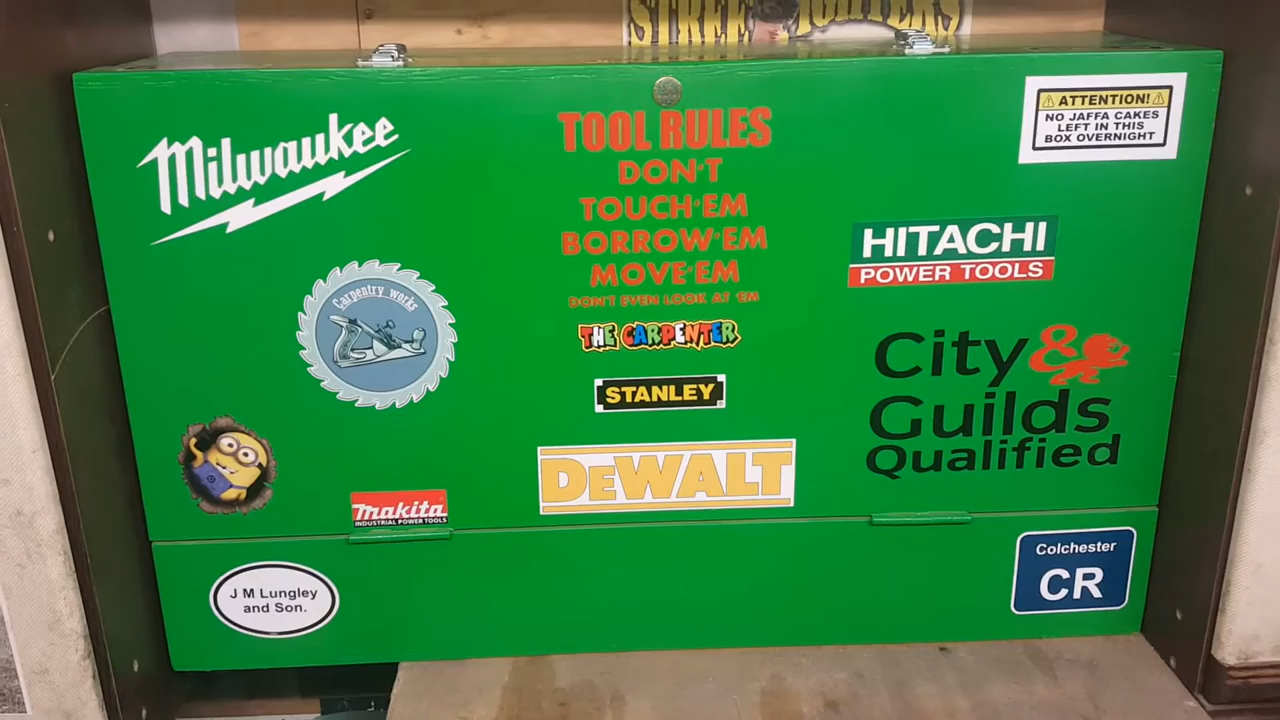 STREET FIGHTERS
Milwaukee
TOOL RULES
DON'T
TOUCH'EM
BORROW'EM
MOVE'EM
DON'T EVEN LOOK AT 'EM
THE CARPENTER
ATTENTION!
NO JAFFA CAKES
LEFT IN THIS
BOX OVERNIGHT
Carpentry works
HITACHI
POWER TOOLS
STANLEY
City &
Guilds
Qualified
DEWALT
makita
INDUSTRIAL POWER TOOLS
J M Lungley
and Son.
Colchester
CR